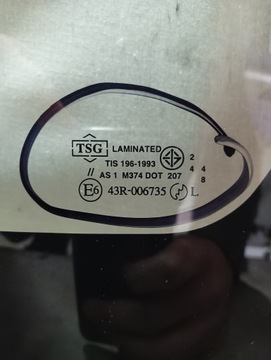 TSG LAMINATED
TIS 196-1993
// AS 1 M374 DOT 207
E6 43R-006735 L
2
4 4
8